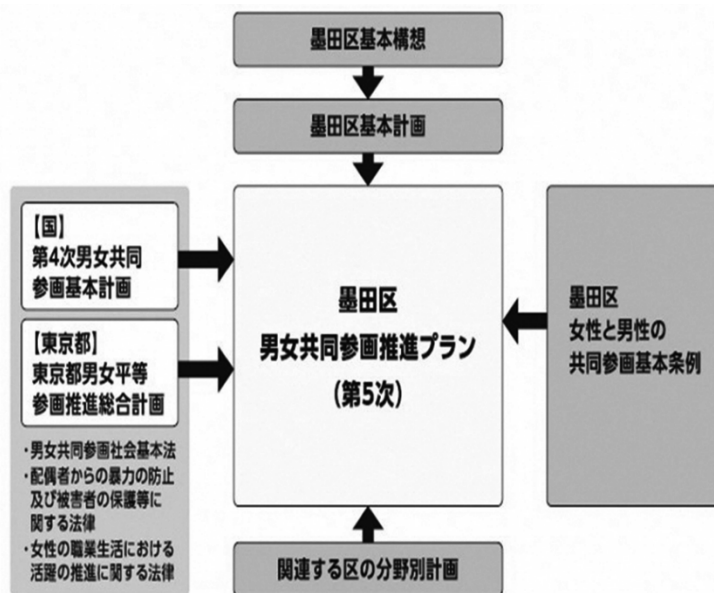 墨田区基本構想
墨田区基本計画
【国】
第4次男女共同
参画基本計画
【東京都】
東京都男女平等
参画推進総合計画
・男女共同参画社会基本法
・配偶者からの暴力の防止
及び被害者の保護等に
関する法律
・女性の職業生活における
活躍の推進に関する法律
墨田区
男女共同参画推進プラン
(第5次)
墨田区
女性と男性の
共同参画基本条例
関連する区の分野別計画